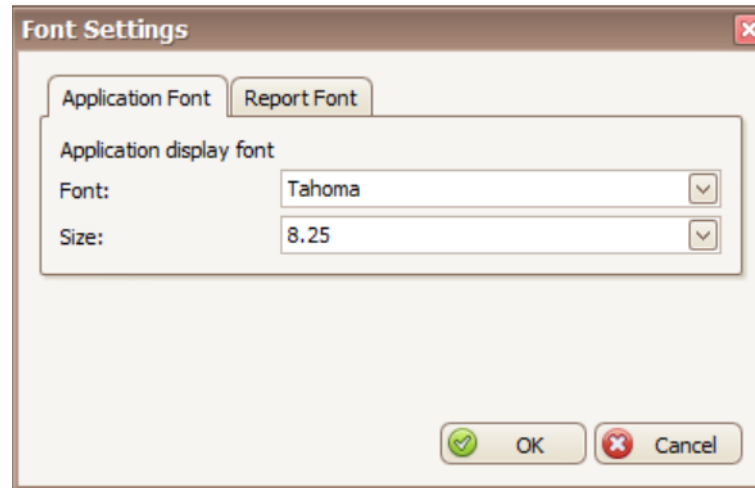 Font Settings
Application Font Report Font
Application display font
Font: Tahoma
Size: 8.25
OK Cancel